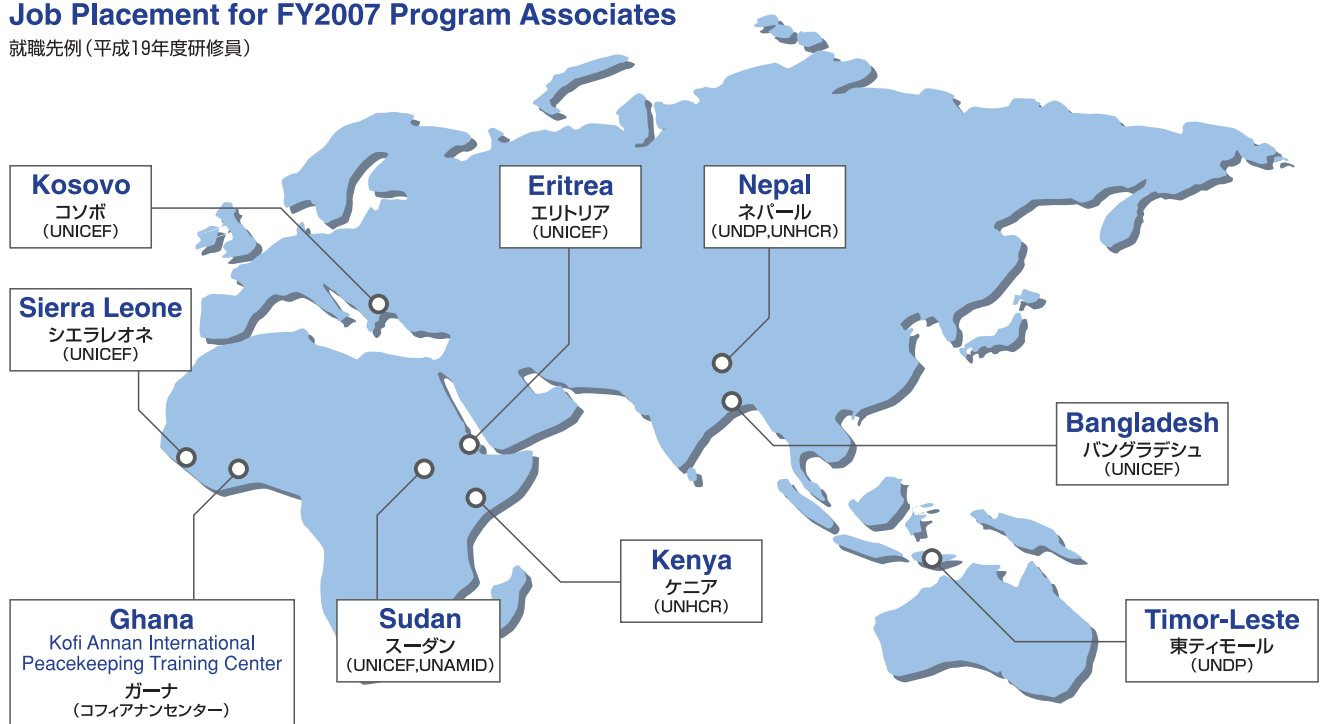 Job Placement for FY2007 Program Associates
就職先例(平成19年度研修員)
Kosovo
コソボ
(UNICEF)
Eritrea
エリトリア
(UNICEF)
Nepal
ネパール
(UNDP,UNHCR)
Sierra Leone
シエラレオネ
(UNICEF)
Bangladesh
バングラデシュ
(UNICEF)
Kenya
ケニア
(UNHCR)
Ghana
Kofi Annan International
Peacekeeping Training Center
ガーナ
(コフィアナンセンター)
Sudan
スーダン
(UNICEF,UNAMID)
Timor-Leste
東ティモール
(UNDP)